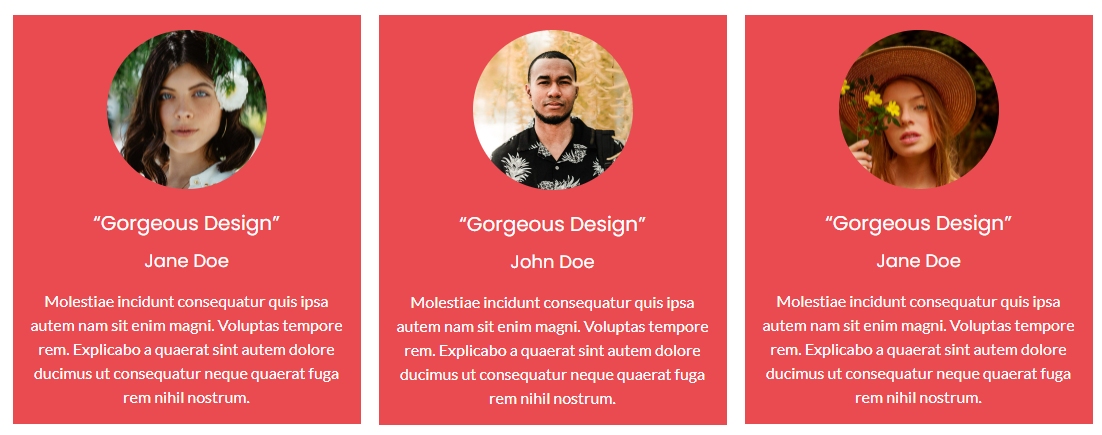 “Gorgeous Design”
Jane Doe
Molestiae incidunt consequatur quis ipsa
autem nam sit enim magni. Voluptas tempore
rem. Explicabo a quaerat sint autem dolore
ducimus ut consequatur neque quaerat fuga
rem nihil nostrum.
“Gorgeous Design”
John Doe
Molestiae incidunt consequatur quis ipsa
autem nam sit enim magni. Voluptas tempore
rem. Explicabo a quaerat sint autem dolore
ducimus ut consequatur neque quaerat fuga
rem nihil nostrum.
“Gorgeous Design”
Jane Doe
Molestiae incidunt consequatur quis ipsa
autem nam sit enim magni. Voluptas tempore
rem. Explicabo a quaerat sint autem dolore
ducimus ut consequatur neque quaerat fuga
rem nihil nostrum.